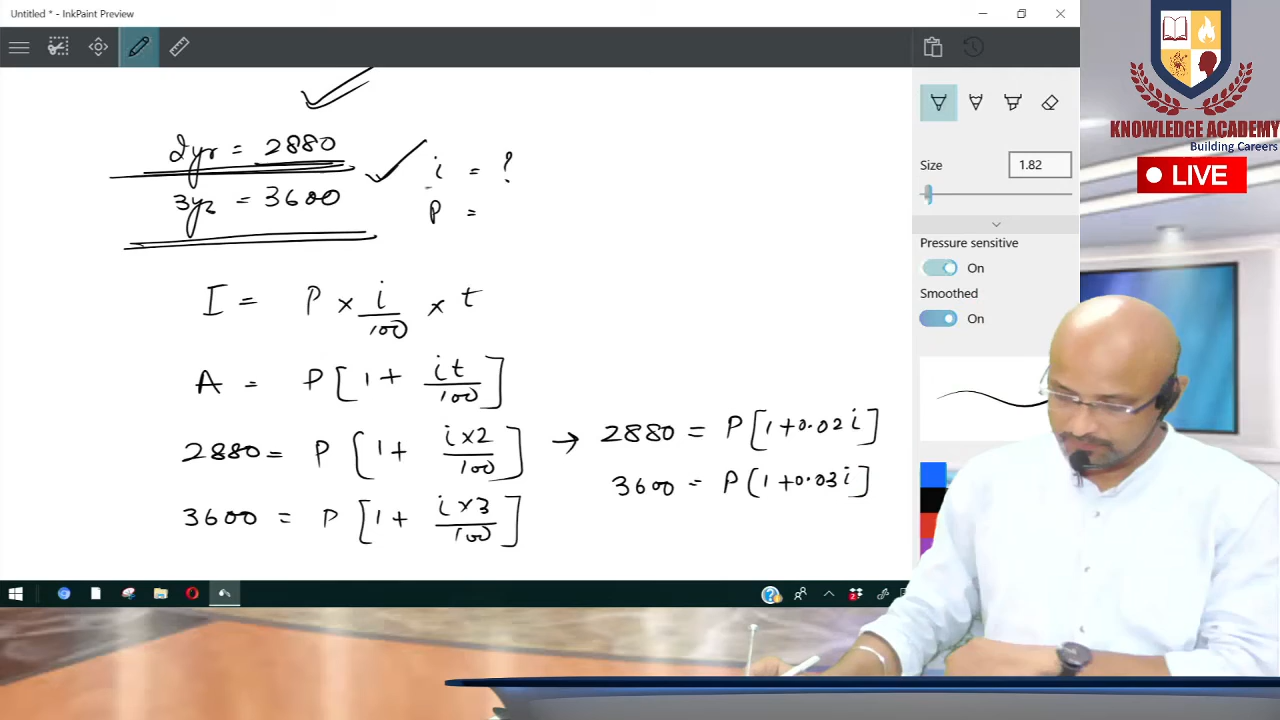 Untitled * - InkPaint Preview
KNOWLEDGE ACADEMY
Building Careers
LIVE
Size
1.82
Pressure sensitive
On
Smoothed
On
2yr = 2880
3yr = 3600
i = ?
P =
I = P × i/100 × t
A = P[1 + it/100]
2880 = P[1 + i×2/100] → 2880 = P[1+0.02i]
3600 = P[1 + i×3/100]
3600 = P[1+0.03i]